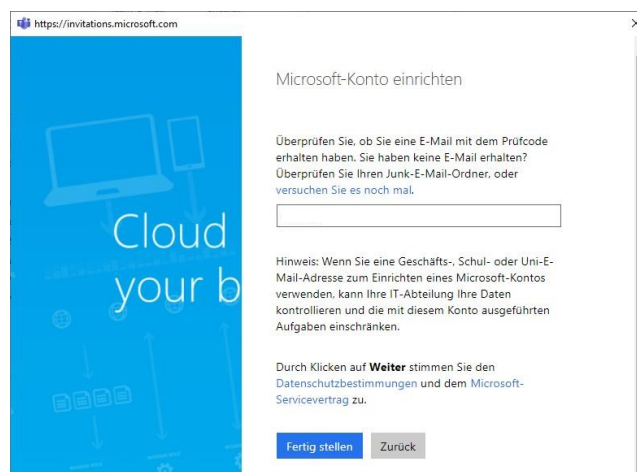 https://invitations.microsoft.com
Microsoft-Konto einrichten
Überprüfen Sie, ob Sie eine E-Mail mit dem Prüfcode
erhalten haben. Sie haben keine E-Mail erhalten?
Überprüfen Sie Ihren Junk-E-Mail-Ordner, oder
versuchen Sie es noch mal.
Cloud
your b
Hinweis: Wenn Sie eine Geschäfts-, Schul- oder Uni-E-
Mail-Adresse zum Einrichten eines Microsoft-Kontos
verwenden, kann Ihre IT-Abteilung Ihre Daten
kontrollieren und die mit diesem Konto ausgeführten
Aufgaben einschränken.
Durch Klicken auf Weiter stimmen Sie den
Datenschutzbestimmungen und dem Microsoft-
Servicevertrag zu.
Fertig stellen Zurück